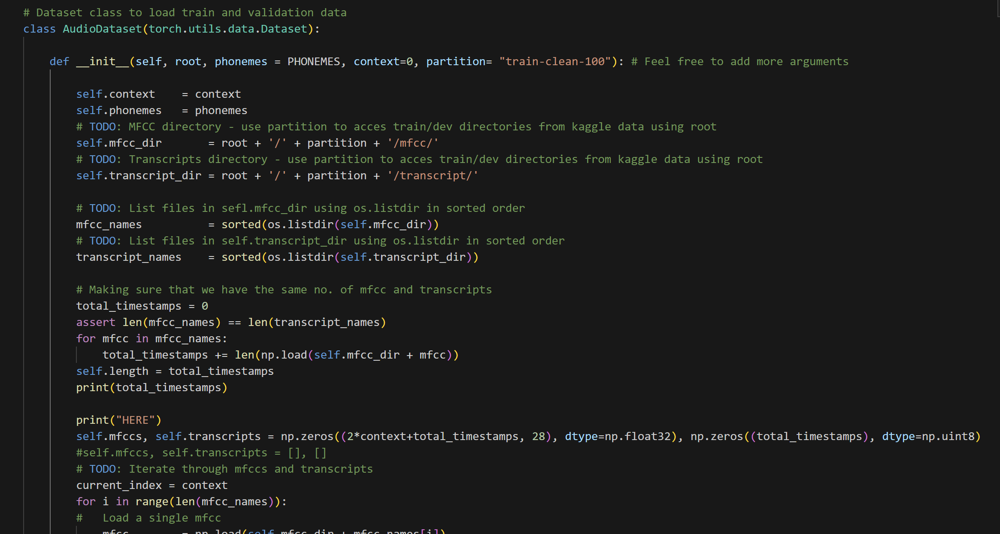 # Dataset class to load train and validation data
class AudioDataset(torch.utils.data.Dataset):
def __init__(self, root, phonemes = PHONEMES, context=0, partition= "train-clean-100"): # Feel free to add more arguments
self.context    = context
self.phonemes   = phonemes
# TODO: MFCC directory - use partition to acces train/dev directories from kaggle data using root
self.mfcc_dir       = root + '/' + partition + '/mfcc/'
# TODO: Transcripts directory - use partition to acces train/dev directories from kaggle data using root
self.transcript_dir = root + '/' + partition + '/transcript/'
# TODO: List files in sefl.mfcc_dir using os.listdir in sorted order
mfcc_names          = sorted(os.listdir(self.mfcc_dir))
# TODO: List files in self.transcript_dir using os.listdir in sorted order
transcript_names    = sorted(os.listdir(self.transcript_dir))
# Making sure that we have the same no. of mfcc and transcripts
total_timestamps = 0
assert len(mfcc_names) == len(transcript_names)
for mfcc in mfcc_names:
total_timestamps += len(np.load(self.mfcc_dir + mfcc))
self.length = total_timestamps
print(total_timestamps)
print("HERE")
self.mfccs, self.transcripts = np.zeros((2*context+total_timestamps, 28), dtype=np.float32), np.zeros((total_timestamps), dtype=np.uint8)
#self.mfccs, self.transcripts = [], []
# TODO: Iterate through mfccs and transcripts
current_index = context
for i in range(len(mfcc_names)):
#   Load a single mfcc
mfcc        = np.load(self.mfcc_dir + mfcc_names[i])